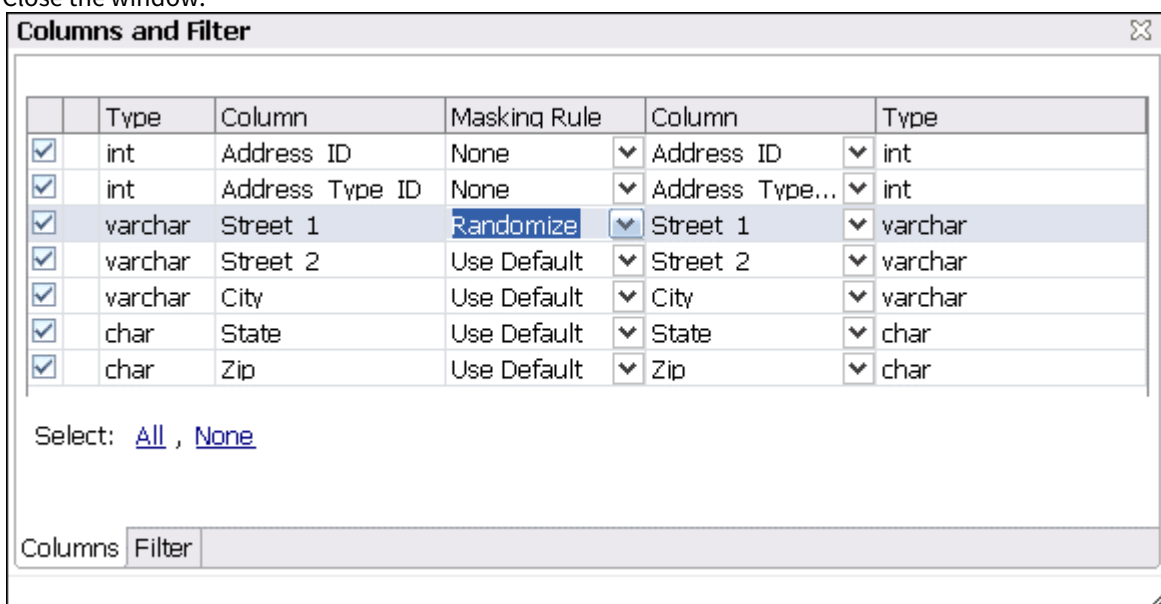 Close the window.
Columns and Filter
Type Column Masking Rule Column Type
int Address ID None Address ID int
int Address Type ID None Address Type... int
varchar Street 1 Randomize Street 1 varchar
varchar Street 2 Use Default Street 2 varchar
varchar City Use Default City varchar
char State Use Default State char
char Zip Use Default Zip char
Select: All , None
Columns Filter